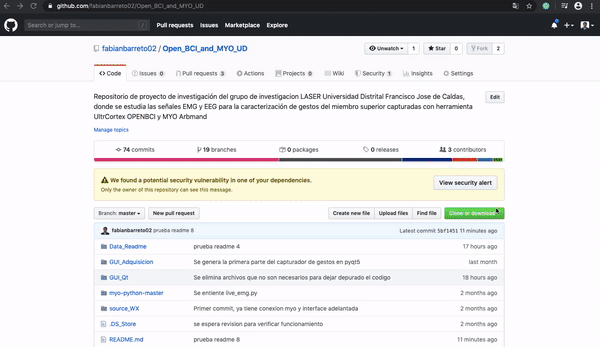 github.com/fabianbarreto02/Open_BCI_and_MYO_UD
Search or jump to...
Pull requests Issues Marketplace Explore
fabianbarreto02 / Open_BCI_and_MYO_UD
Unwatch 1 Star 0 Fork 2
Code Issues 0 Pull requests 3 Actions Projects 0 Wiki Security 1 Insights Settings
Repositorio de proyecto de investigación del grupo de investigacion LASER Universidad Distrital Francisco Jose de Caldas, Edit
donde se estudia las señales EMG y EEG para la caracterización de gestos del miembro superior capturadas con herramienta
UltrCortex OPENBCI y MYO Arbmand
Manage topics
74 commits 19 branches 0 packages 0 releases 3 contributors
We found a potential security vulnerability in one of your dependencies.
Only the owner of this repository can see this message.
View security alert
Branch: master New pull request Create new file Upload files Find file Clone or download
fabianbarreto02 prueba readme 8 Latest commit 5bf1451 11 minutes ago
Data_Readme prueba readme 4 17 hours ago
GUI_Adquisicion Se genera la primera parte del capturador de gestos en pyqt5 last month
GUI_Qt Se elimina archivos que no son necesarios para dejar depurado el codigo 18 hours ago
myo-python-master Se entiente live_emg.py 2 months ago
source_WX Primer commit, ya tiene conexion myo y interface adelantada 2 months ago
.DS_Store se espera revision para verificar funcionamiento 2 months ago
README.md prueba readme 8 11 minutes ago